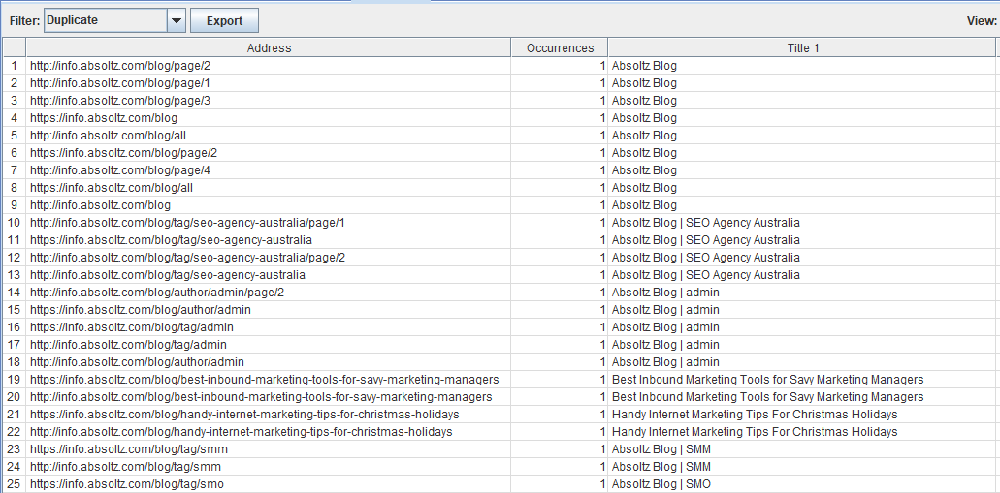 Filter: Duplicate Export View:
Address Occurrences Title 1
1 http://info.absoltz.com/blog/page/2 1 Absoltz Blog
2 http://info.absoltz.com/blog/page/1 1 Absoltz Blog
3 http://info.absoltz.com/blog/page/3 1 Absoltz Blog
4 https://info.absoltz.com/blog 1 Absoltz Blog
5 http://info.absoltz.com/blog/all 1 Absoltz Blog
6 https://info.absoltz.com/blog/page/2 1 Absoltz Blog
7 https://info.absoltz.com/blog/page/4 1 Absoltz Blog
8 https://info.absoltz.com/blog/all 1 Absoltz Blog
9 http://info.absoltz.com/blog 1 Absoltz Blog
10 http://info.absoltz.com/blog/tag/seo-agency-australia/page/1 1 Absoltz Blog | SEO Agency Australia
11 https://info.absoltz.com/blog/tag/seo-agency-australia 1 Absoltz Blog | SEO Agency Australia
12 http://info.absoltz.com/blog/tag/seo-agency-australia/page/2 1 Absoltz Blog | SEO Agency Australia
13 http://info.absoltz.com/blog/tag/seo-agency-australia 1 Absoltz Blog | SEO Agency Australia
14 http://info.absoltz.com/blog/author/admin/page/2 1 Absoltz Blog | admin
15 https://info.absoltz.com/blog/author/admin 1 Absoltz Blog | admin
16 https://info.absoltz.com/blog/tag/admin 1 Absoltz Blog | admin
17 http://info.absoltz.com/blog/tag/admin 1 Absoltz Blog | admin
18 http://info.absoltz.com/blog/author/admin 1 Absoltz Blog | admin
19 https://info.absoltz.com/blog/best-inbound-marketing-tools-for-savy-marketing-managers 1 Best Inbound Marketing Tools for Savy Marketing Managers
20 http://info.absoltz.com/blog/best-inbound-marketing-tools-for-savy-marketing-managers 1 Best Inbound Marketing Tools for Savy Marketing Managers
21 https://info.absoltz.com/blog/handy-internet-marketing-tips-for-christmas-holidays 1 Handy Internet Marketing Tips For Christmas Holidays
22 http://info.absoltz.com/blog/handy-internet-marketing-tips-for-christmas-holidays 1 Handy Internet Marketing Tips For Christmas Holidays
23 https://info.absoltz.com/blog/tag/smm 1 Absoltz Blog | SMM
24 http://info.absoltz.com/blog/tag/smm 1 Absoltz Blog | SMM
25 https://info.absoltz.com/blog/tag/smo 1 Absoltz Blog | SMO